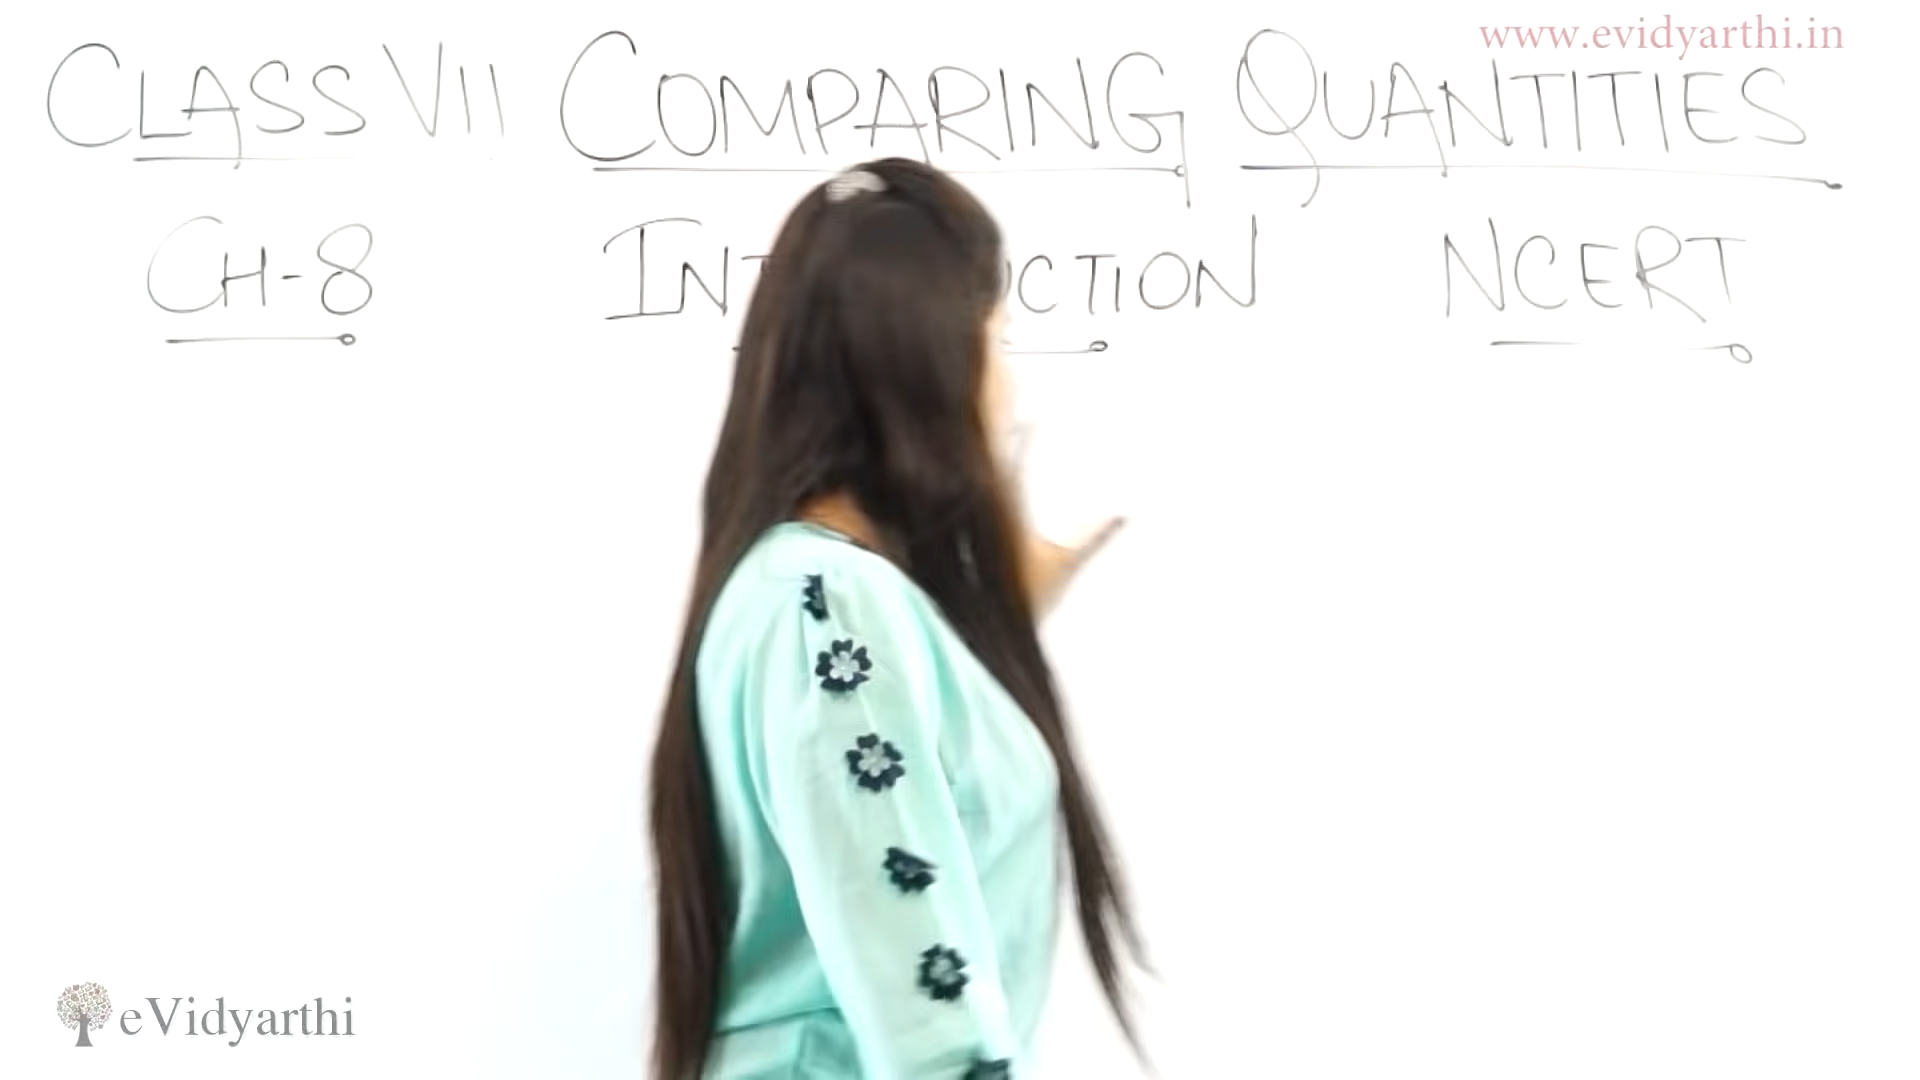 www.evidyarthi.in
CLASS VII COMPARING QUANTITIES
CH-8 NCERT
eVidyarthi